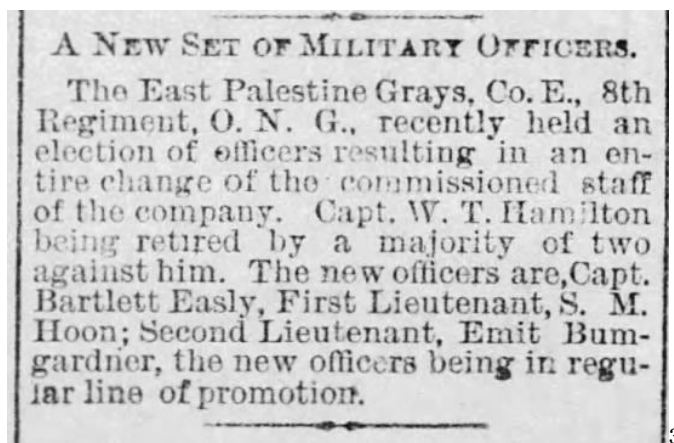 A NEW SET OF MILITARY OFFICERS.
The East Palestine Grays, Co. E., 8th
Regiment, O. N. G., recently held an
election of officers resulting in an en-
tire change of the commissioned staff
of the company. Capt. W. T. Hamilton
being retired by a majority of two
against him. The new officers are,Capt.
Bartlett Easly, First Lieutenant, S. M.
Hoon; Second Lieutenant, Emit Bum-
gardner, the new officers being in regu-
lar line of promotion.
3